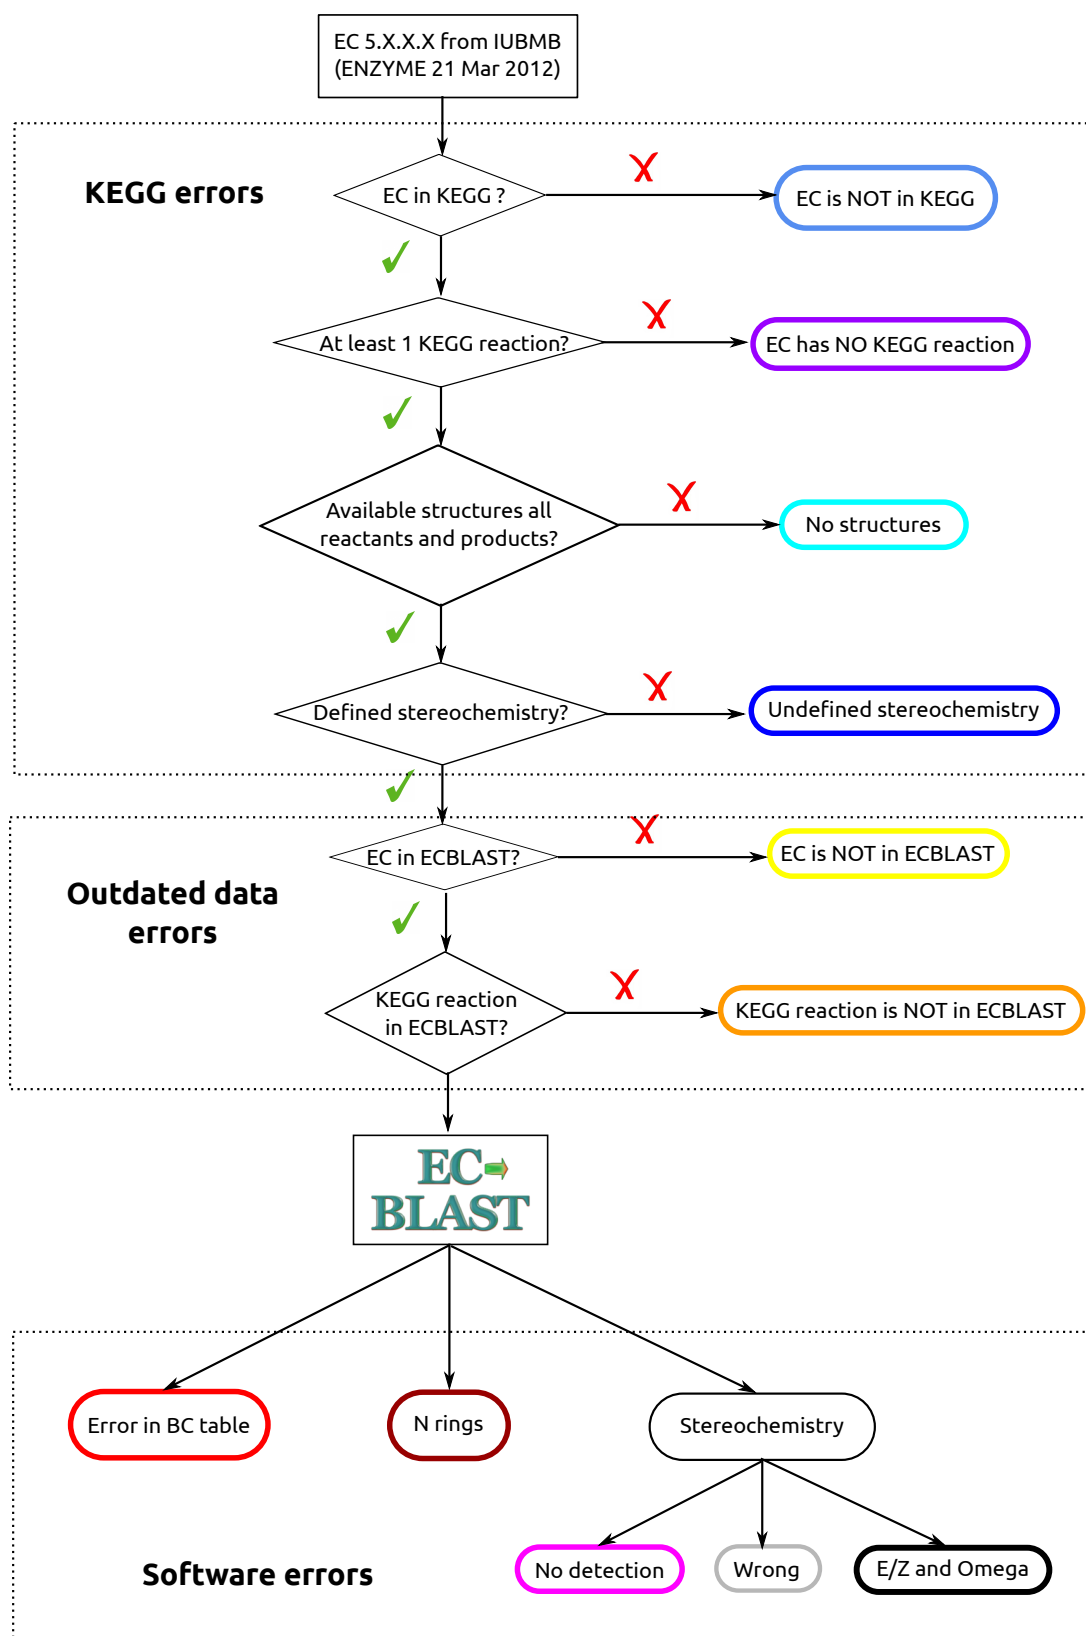 EC 5.X.X.X from IUBMB
(ENZYME 21 Mar 2012)
KEGG errors
EC in KEGG ?
EC is NOT in KEGG
At least 1 KEGG reaction?
EC has NO KEGG reaction
Available structures all
reactants and products?
No structures
Defined stereochemistry?
Undefined stereochemistry
EC in ECBLAST?
EC is NOT in ECBLAST
Outdated data
errors
KEGG reaction
in ECBLAST?
KEGG reaction is NOT in ECBLAST
EC
BLAST
Error in BC table
N rings
Stereochemistry
No detection
Wrong
E/Z and Omega
Software errors